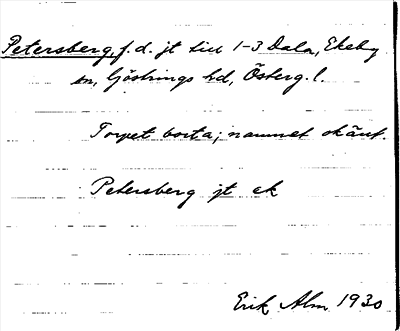 Petersberg, f.d. jt till 1-3 Dala, Ekeby
sn, Göstrings hd, Österg. l.
Torpet borta; namnet okänt.
Petersberg jt ek
Erik Alm 1930